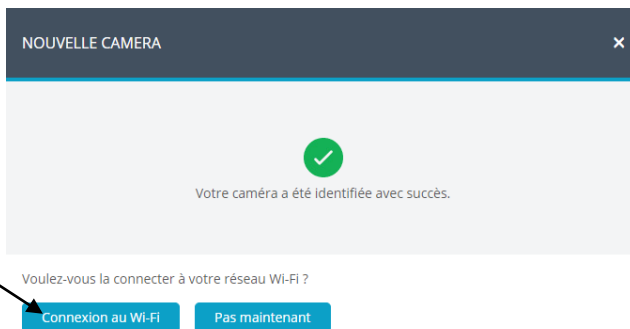 NOUVELLE CAMERA
Votre caméra a été identifiée avec succès.
Voulez-vous la connecter à votre réseau Wi-Fi ?
Connexion au Wi-Fi Pas maintenant